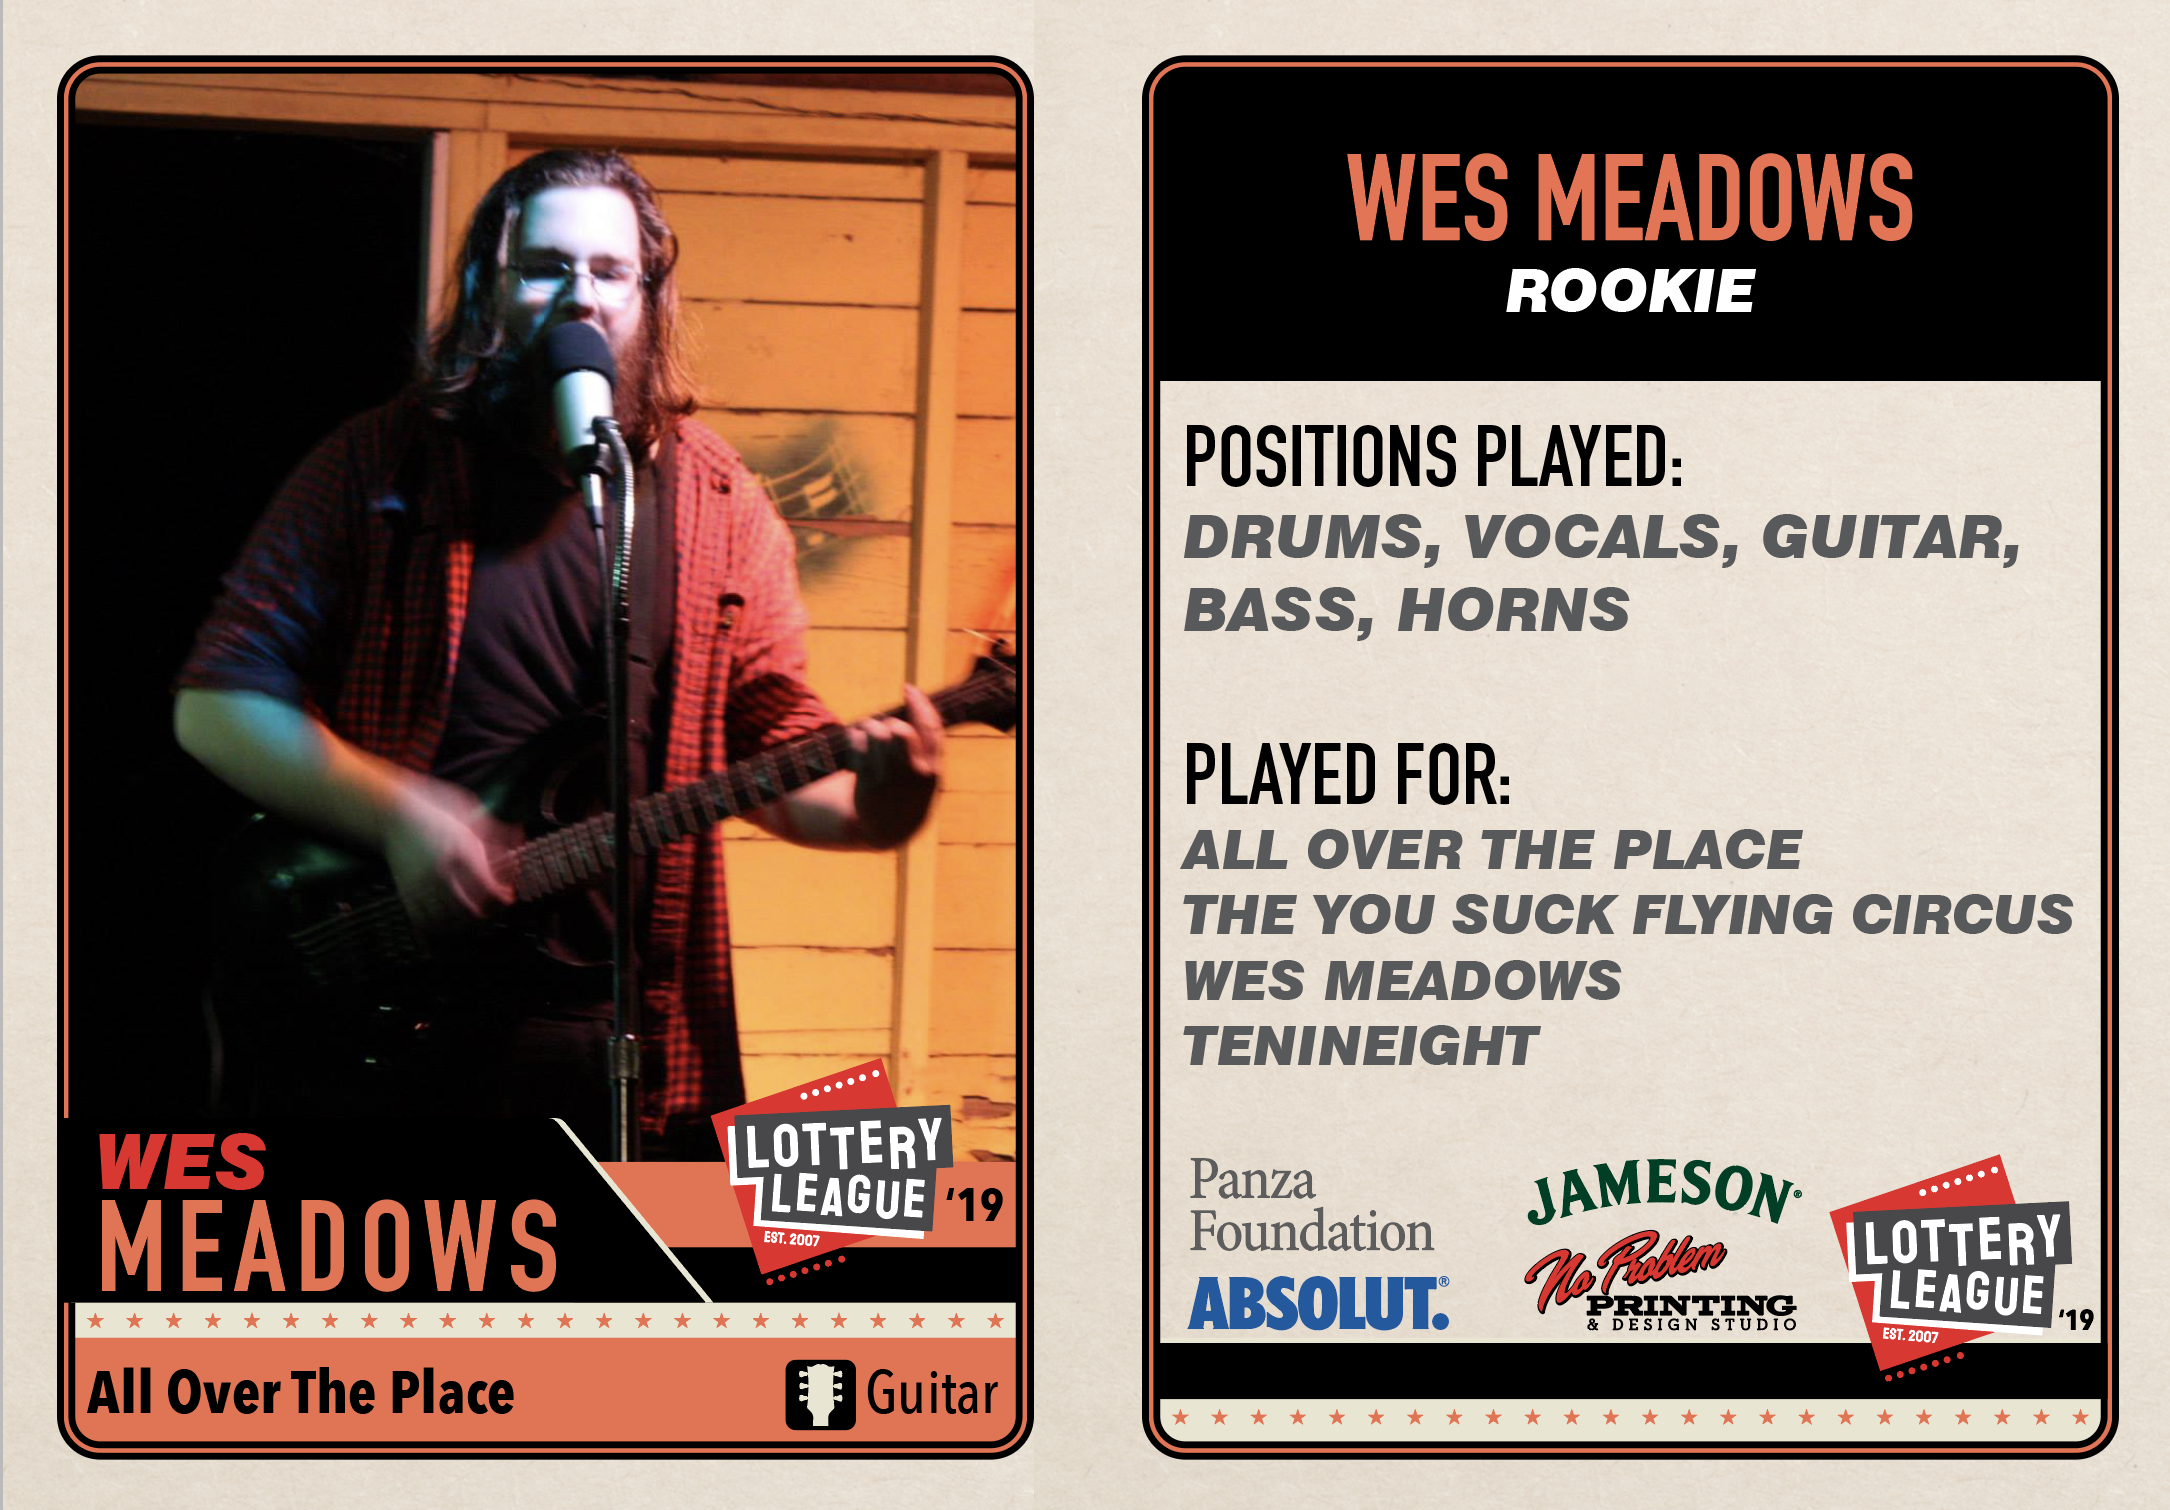 WES
MEADOWS
LOTTERY
LEAGUE
'19
EST. 2007
All Over The Place
Guitar
WES MEADOWS
ROOKIE
POSITIONS PLAYED:
DRUMS, VOCALS, GUITAR,
BASS, HORNS
PLAYED FOR:
ALL OVER THE PLACE
THE YOU SUCK FLYING CIRCUS
WES MEADOWS
TENINEIGHT
Panza
Foundation
ABSOLUT.®
JAMESON®
No Problem
PRINTING
& DESIGN STUDIO
LOTTERY
LEAGUE
'19
EST. 2007